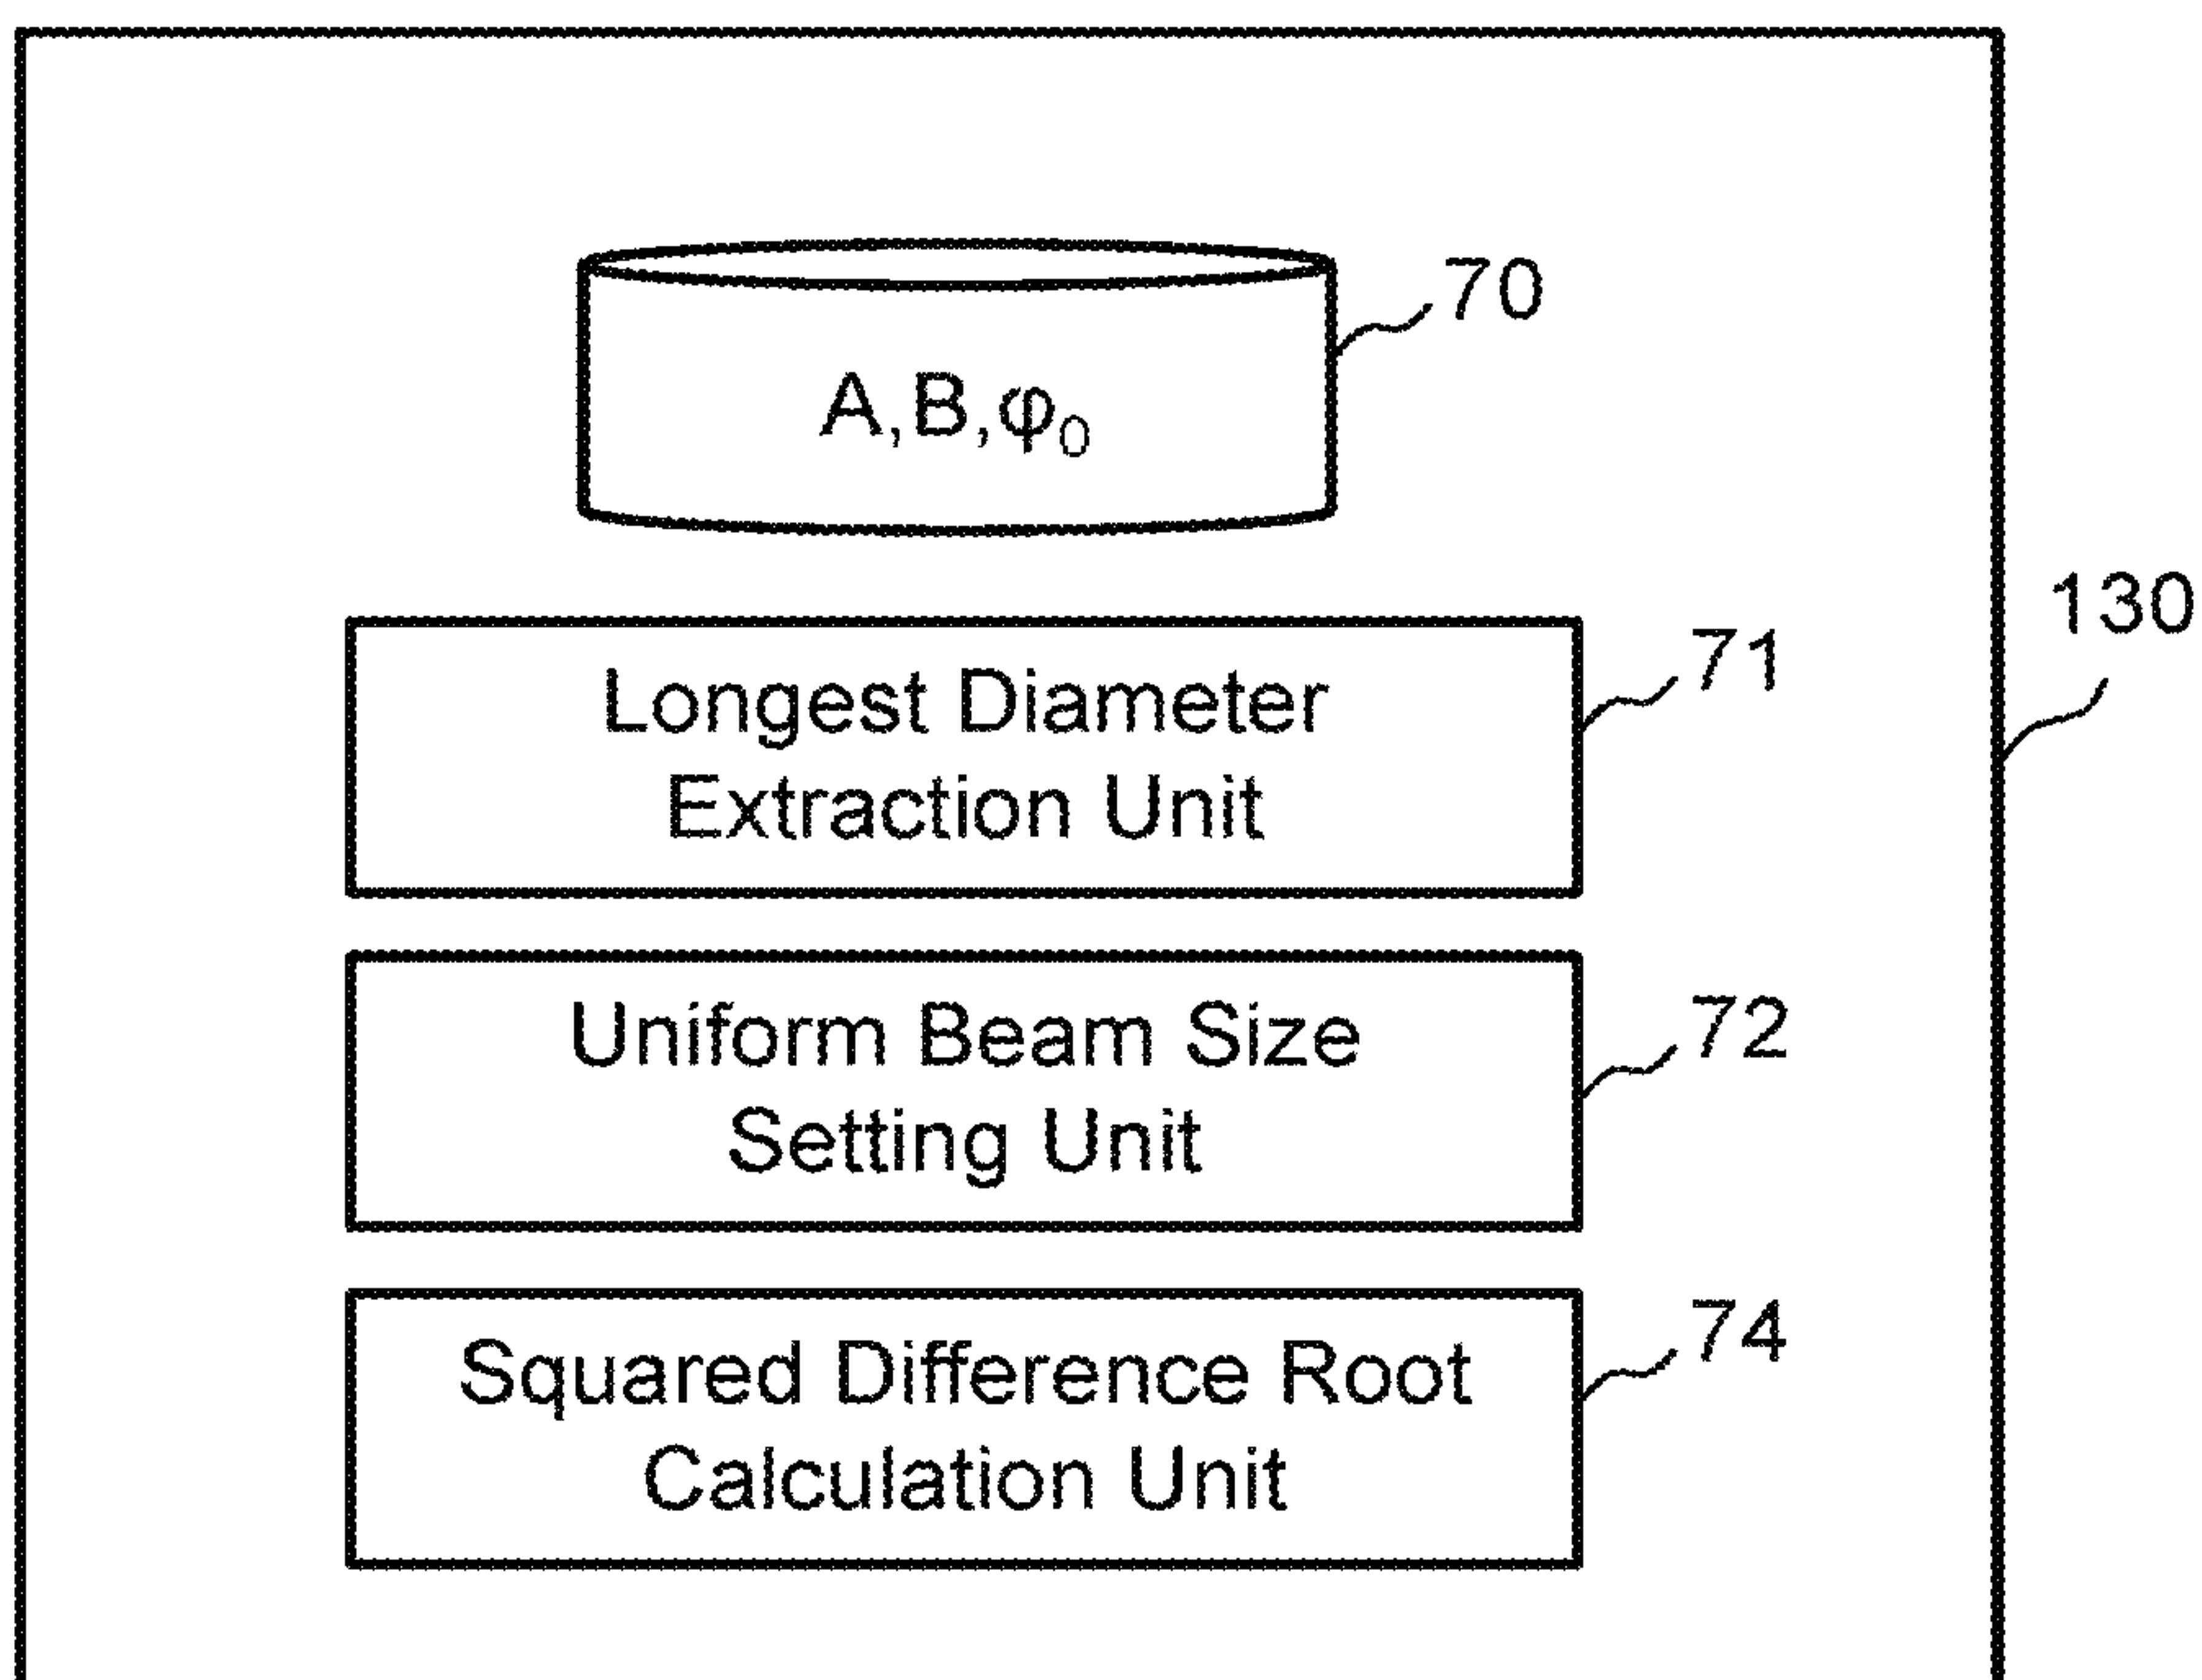 70
A,B,φ₀
130
71
Longest Diameter
Extraction Unit
72
Uniform Beam Size
Setting Unit
74
Squared Difference Root
Calculation Unit